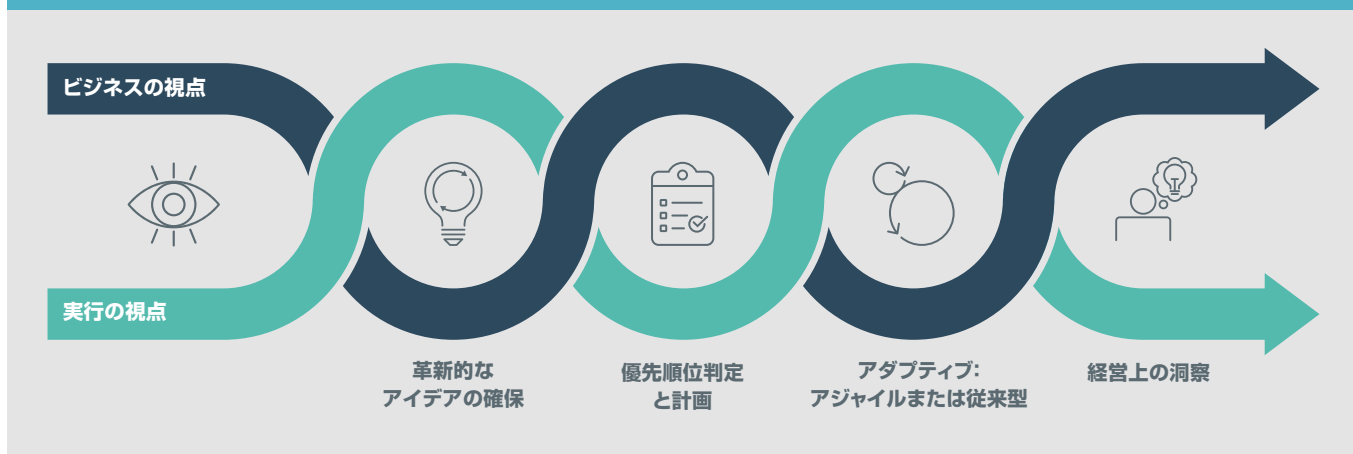 ビジネスの視点
実行の視点
革新的な
アイデアの確保
優先順位判定
と計画
アダプティブ：
アジャイルまたは従来型
経営上の洞察